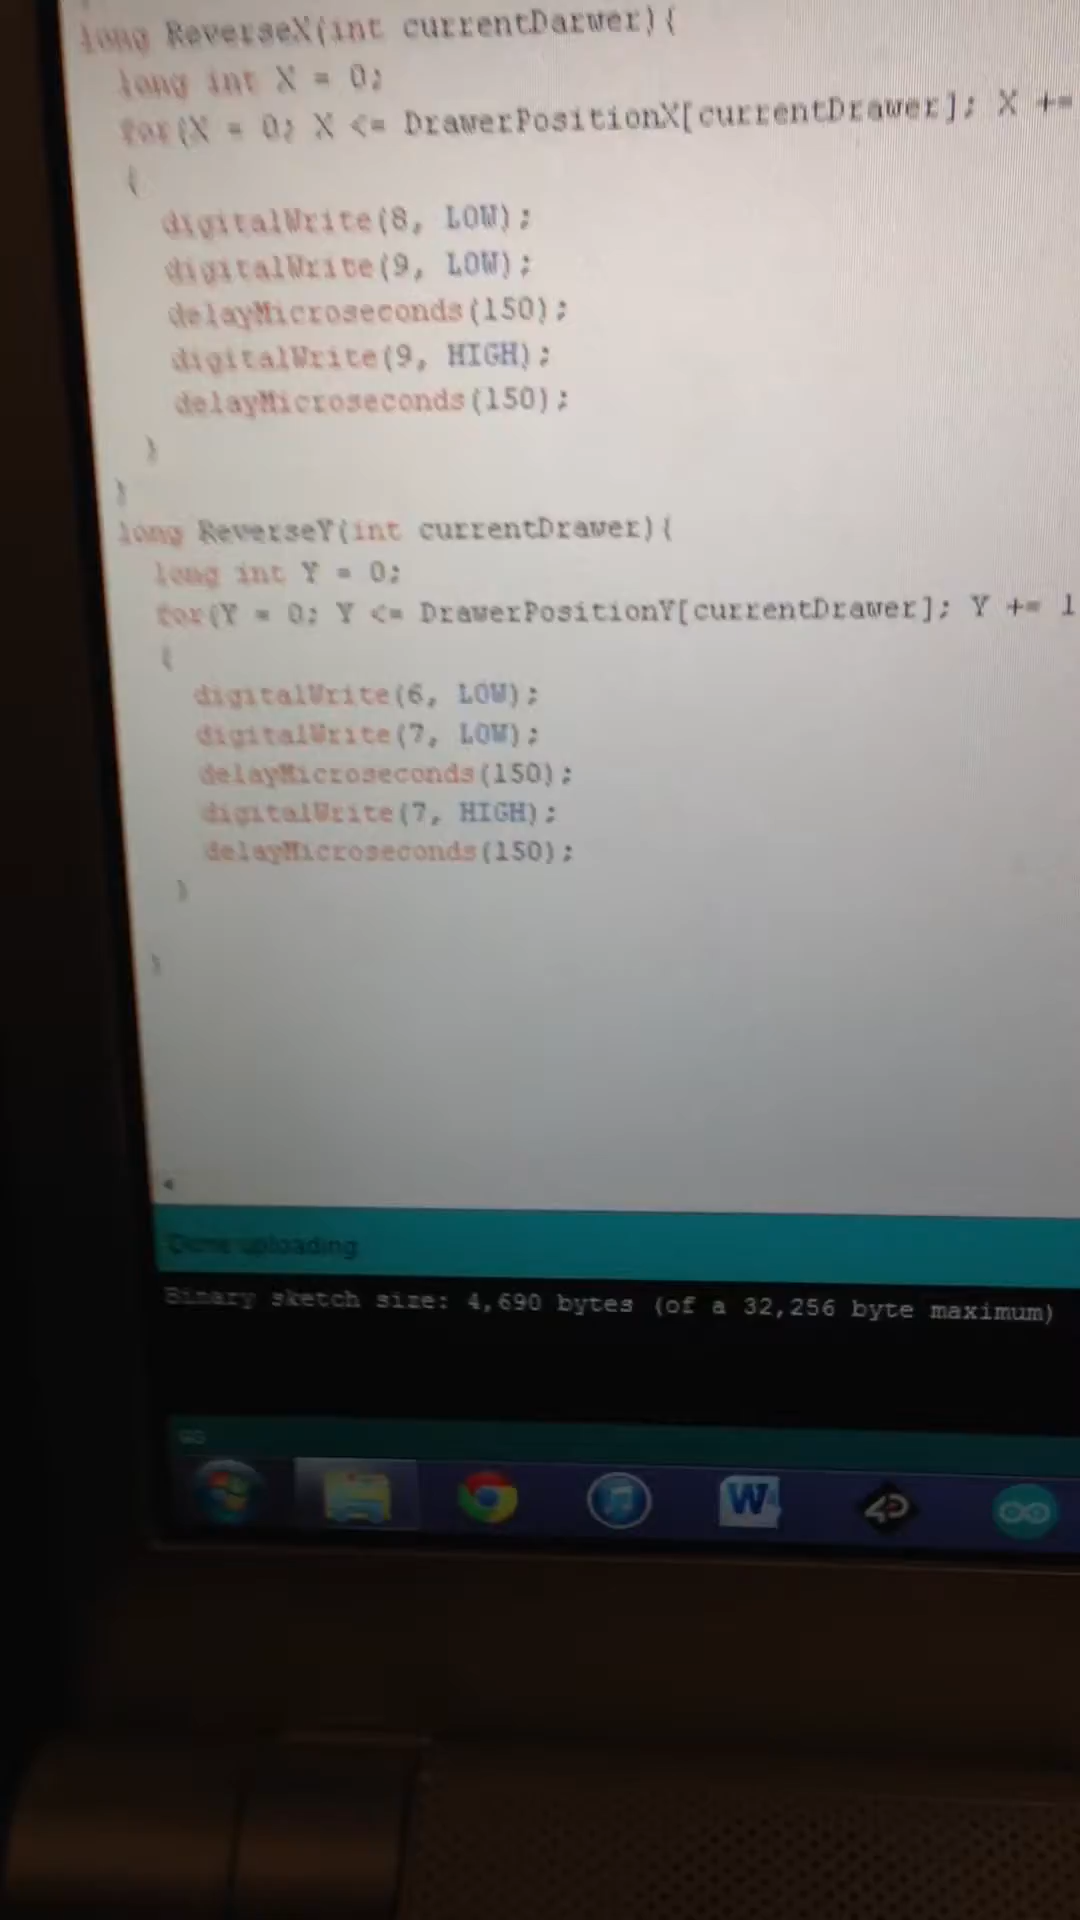 long ReverseX(int currentDarwer){
long int X = 0;
for(X = 0; X <= DrawerPositionX[currentDrawer]; X +=
{
digitalWrite(8, LOW);
digitalWrite(9, LOW);
delayMicroseconds(150);
digitalWrite(9, HIGH);
delayMicroseconds(150);
}
}
long ReverseY(int currentDrawer){
long int Y = 0;
for(Y = 0; Y <= DrawerPositionY[currentDrawer]; Y += 1
{
digitalWrite(6, LOW);
digitalWrite(7, LOW);
delayMicroseconds(150);
digitalWrite(7, HIGH);
delayMicroseconds(150);
}
}
Done uploading
Binary sketch size: 4,690 bytes (of a 32,256 byte maximum)
W
4D